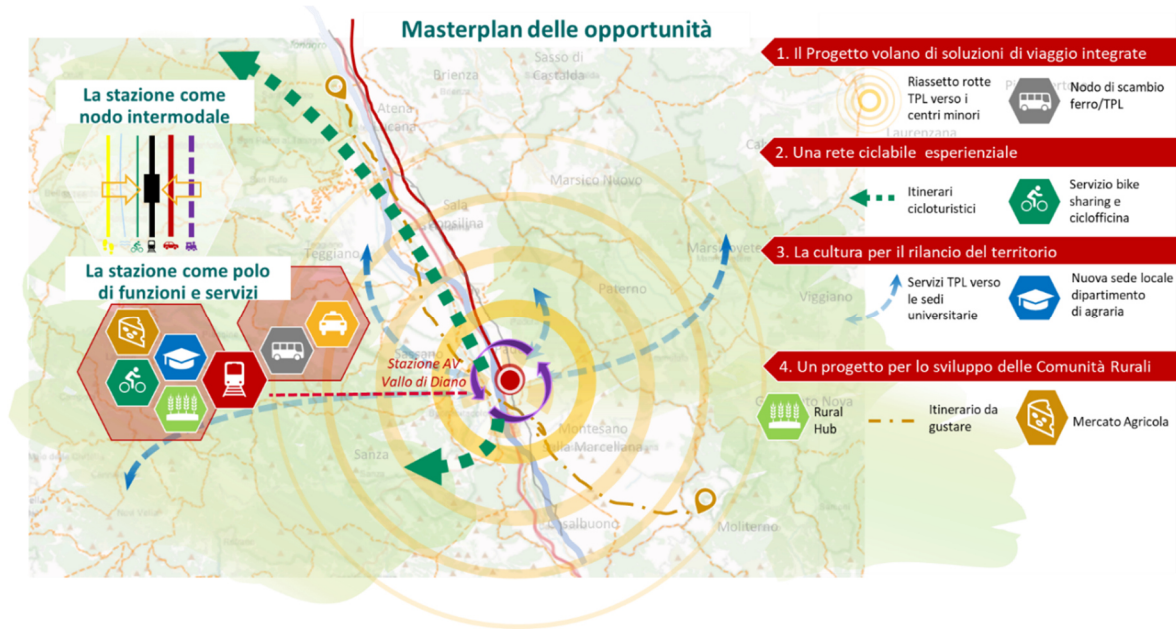 Masterplan delle opportunità
La stazione come
nodo intermodale
La stazione come polo
di funzioni e servizi
Stazione AV
Vallo di Diano
1. Il Progetto volano di soluzioni di viaggio integrate
Riassetto rotte
TPL verso i
centri minori
Nodo di scambio
ferro/TPL
2. Una rete ciclabile esperienziale
Itinerari
cicloturistici
Servizio bike
sharing e
ciclofficina
3. La cultura per il rilancio del territorio
Servizi TPL verso
le sedi
universitarie
Nuova sede locale
dipartimento
di agraria
4. Un progetto per lo sviluppo delle Comunità Rurali
Rural
Hub
Itinerario da
gustare
Mercato Agricola
Brienza
Sasso di
Castalda
Atena
Lucana
Laurenzana
Marsico Nuovo
Sala
Consilina
Teggiano
Paterno
Viggiano
Montesano
sulla Marcellana
Sanza
Casalbuono
Moliterno